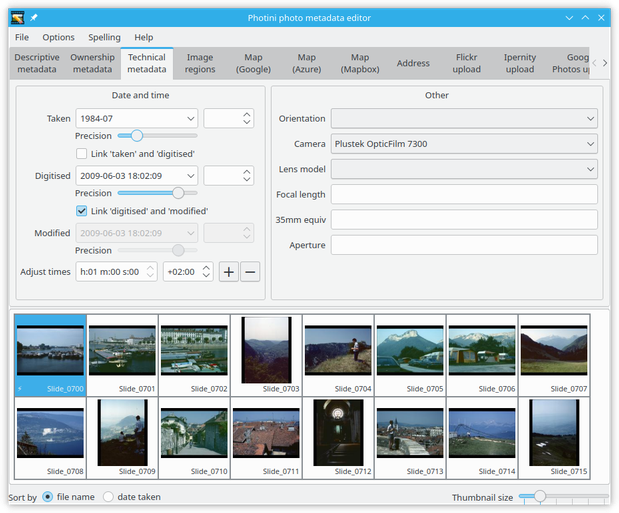 Photini photo metadata editor
File Options Spelling Help
Descriptive metadata
Ownership metadata
Technical metadata
Image regions
Map (Google)
Map (Azure)
Map (Mapbox)
Address
Flickr upload
Ipernity upload
Goog
Photos up
Date and time
Taken 1984-07
Precision
Link 'taken' and 'digitised'
Digitised 2009-06-03 18:02:09
Precision
Link 'digitised' and 'modified'
Modified 2009-06-03 18:02:09
Precision
Adjust times h:01 m:00 s:00 +02:00
Other
Orientation
Camera Plustek OpticFilm 7300
Lens model
Focal length
35mm equiv
Aperture
Slide_0700 Slide_0701 Slide_0702 Slide_0703 Slide_0704 Slide_0705 Slide_0706 Slide_0707
Slide_0708 Slide_0709 Slide_0710 Slide_0711 Slide_0712 Slide_0713 Slide_0714 Slide_0715
Sort by file name date taken Thumbnail size